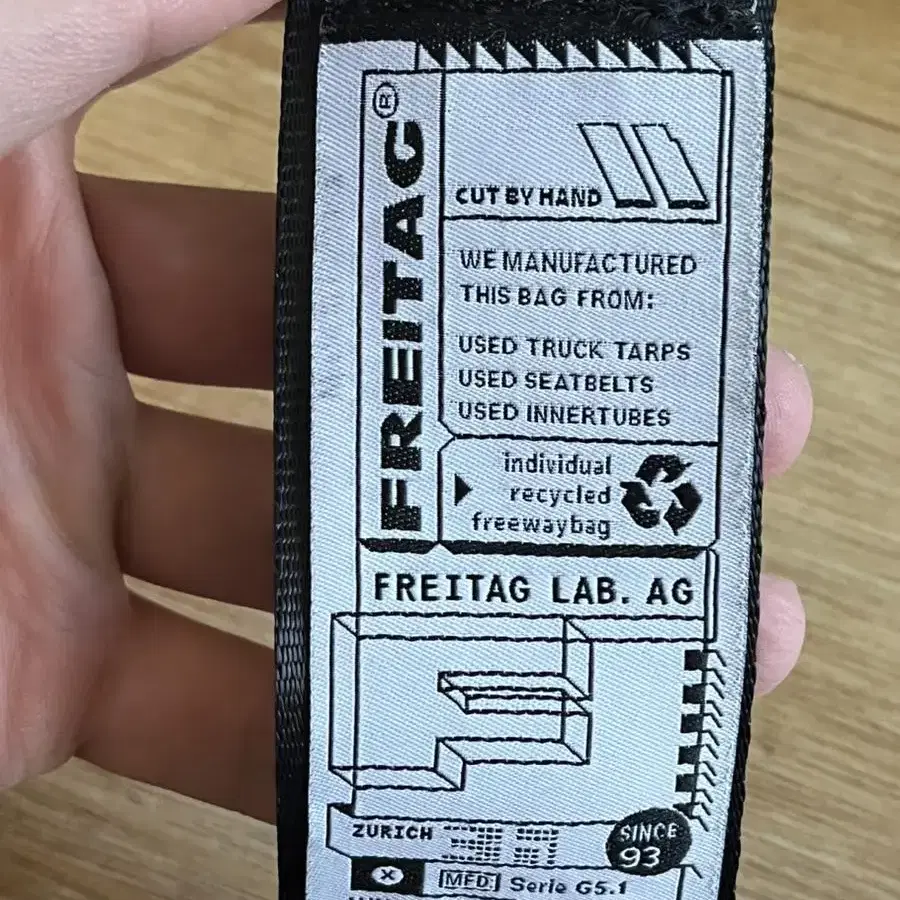 FREITAG®
CUT BY HAND
WE MANUFACTURED
THIS BAG FROM:
USED TRUCK TARPS
USED SEATBELTS
USED INNERTUBES
individual
recycled
freewaybag
FREITAG LAB. AG
ZURICH
SINCE
93
MFD: Serie G5.1